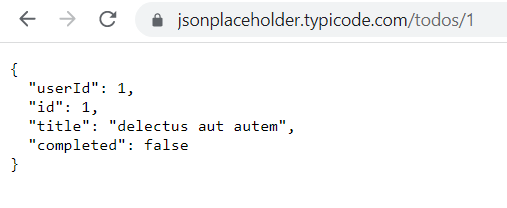 jsonplaceholder.typicode.com/todos/1
{
  "userId": 1,
  "id": 1,
  "title": "delectus aut autem",
  "completed": false
}